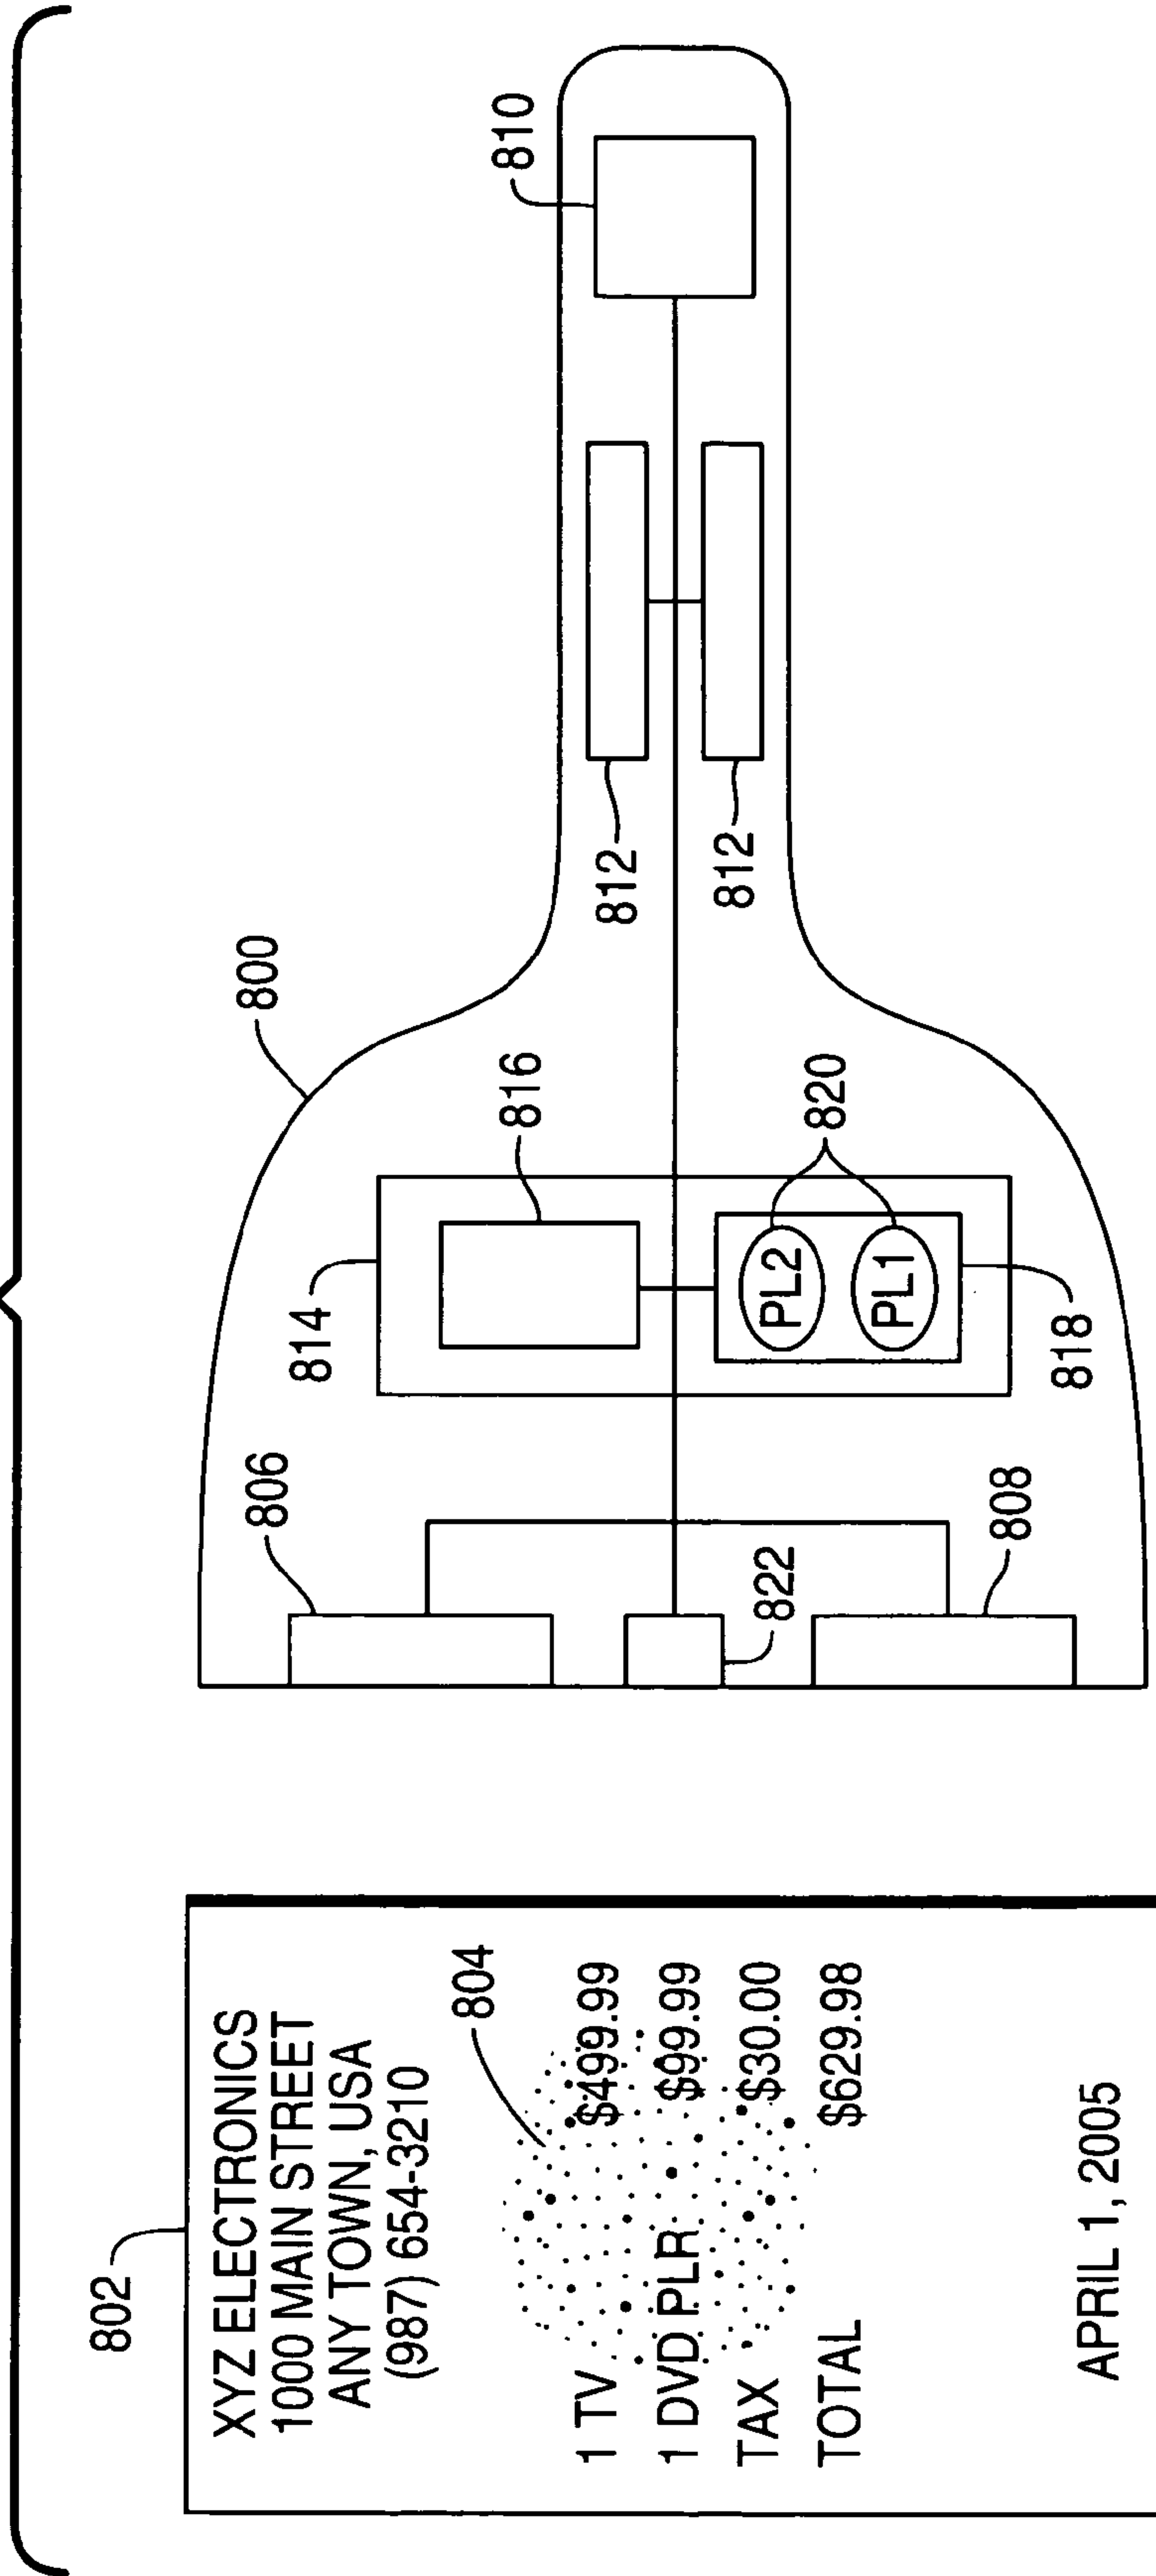 802
XYZ ELECTRONICS
1000 MAIN STREET
ANY TOWN, USA
(987) 654-3210
804
1 TV $499.99
1 DVD PLR $99.99
TAX $30.00
TOTAL $629.98
APRIL 1, 2005
800
806
814
816
810
812
812
820
PL2
PL1
822
818
808